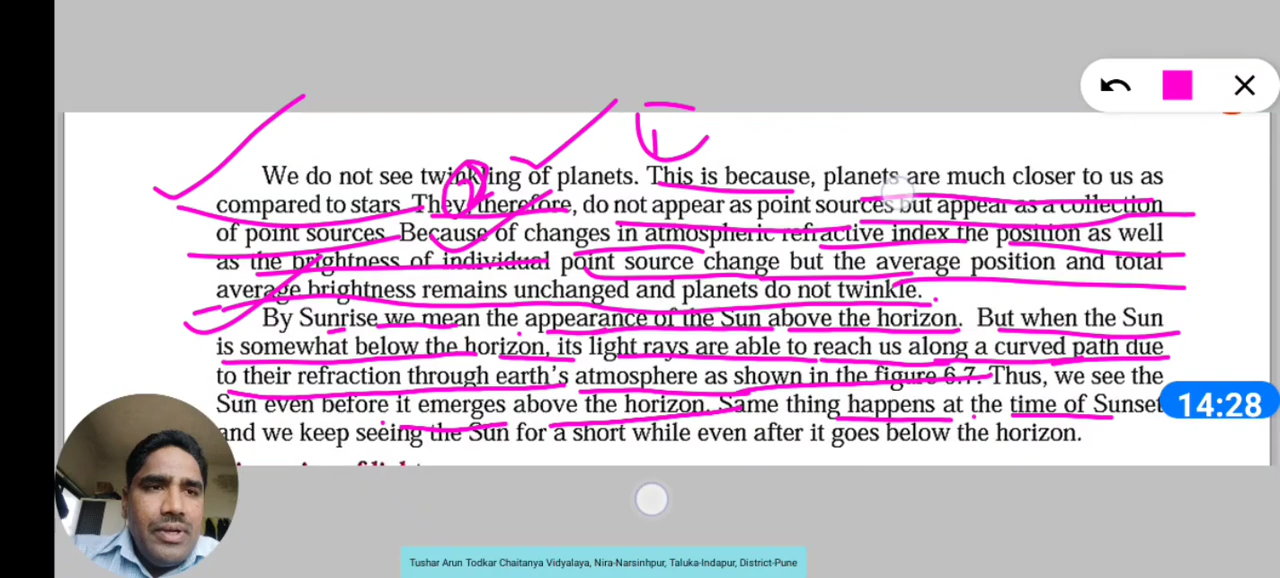 We do not see twinkling of planets. This is because, planets are much closer to us as
compared to stars. They, therefore, do not appear as point sources but appear as a collection
of point sources. Because of changes in atmospheric refractive index the position as well
as the brightness of individual point source change but the average position and total
average brightness remains unchanged and planets do not twinkle.
By Sunrise we mean the appearance of the Sun above the horizon. But when the Sun
is somewhat below the horizon, its light rays are able to reach us along a curved path due
to their refraction through earth's atmosphere as shown in the figure 6.7. Thus, we see the
Sun even before it emerges above the horizon. Same thing happens at the time of Sunset
and we keep seeing the Sun for a short while even after it goes below the horizon.
14:28
Tushar Arun Todkar Chaitanya Vidyalaya, Nira-Narsinhpur, Taluka-Indapur, District-Pune